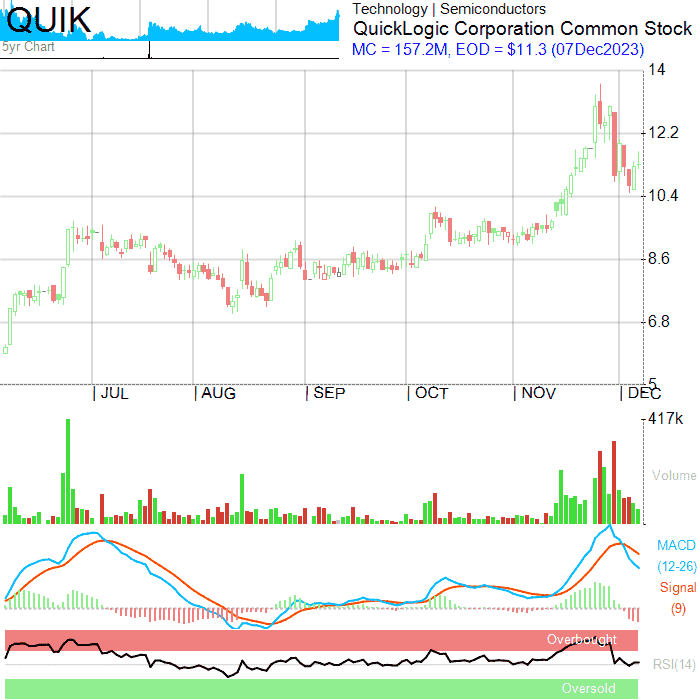 QUIK
5yr Chart
Technology | Semiconductors
QuickLogic Corporation Common Stock
MC = 157.2M, EOD = $11.3 (07Dec2023)
14
12.2
10.4
8.6
6.8
5
JUL AUG SEP OCT NOV DEC
417k
Volume
MACD
(12-26)
Signal
(9)
Overbought
RSI(14)
Oversold